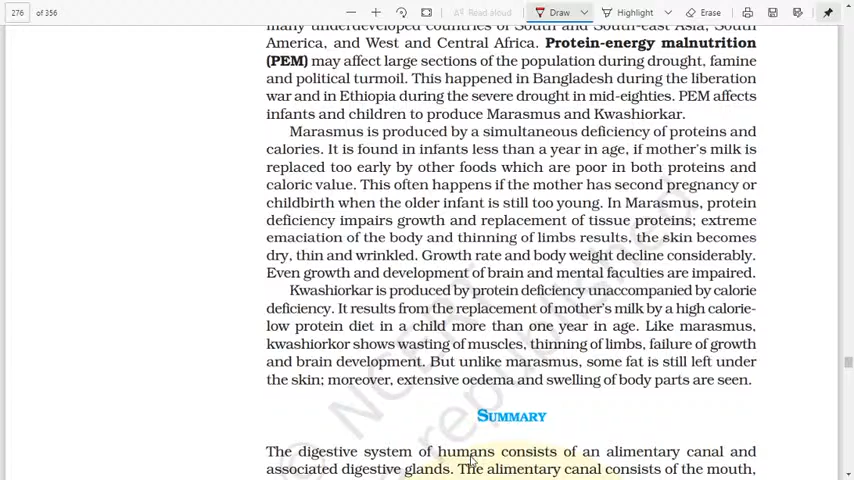 276 of 356
Read aloud
Draw
Highlight
Erase
many underdeveloped countries of South and South-east Asia, South
America, and West and Central Africa. Protein-energy malnutrition
(PEM) may affect large sections of the population during drought, famine
and political turmoil. This happened in Bangladesh during the liberation
war and in Ethiopia during the severe drought in mid-eighties. PEM affects
infants and children to produce Marasmus and Kwashiorkar.
Marasmus is produced by a simultaneous deficiency of proteins and
calories. It is found in infants less than a year in age, if mother's milk is
replaced too early by other foods which are poor in both proteins and
caloric value. This often happens if the mother has second pregnancy or
childbirth when the older infant is still too young. In Marasmus, protein
deficiency impairs growth and replacement of tissue proteins; extreme
emaciation of the body and thinning of limbs results, the skin becomes
dry, thin and wrinkled. Growth rate and body weight decline considerably.
Even growth and development of brain and mental faculties are impaired.
Kwashiorkar is produced by protein deficiency unaccompanied by calorie
deficiency. It results from the replacement of mother's milk by a high calorie-
low protein diet in a child more than one year in age. Like marasmus,
kwashiorkor shows wasting of muscles, thinning of limbs, failure of growth
and brain development. But unlike marasmus, some fat is still left under
the skin; moreover, extensive oedema and swelling of body parts are seen.
SUMMARY
The digestive system of humans consists of an alimentary canal and
associated digestive glands. The alimentary canal consists of the mouth,
© NCERT
republished